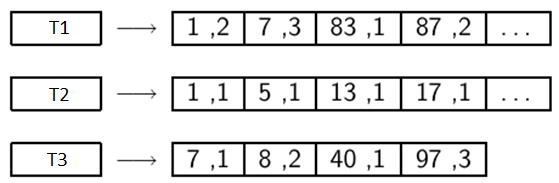 T1 ⟶ 1 ,2 7 ,3 83 ,1 87 ,2 ...
T2 ⟶ 1 ,1 5 ,1 13 ,1 17 ,1 ...
T3 ⟶ 7 ,1 8 ,2 40 ,1 97 ,3